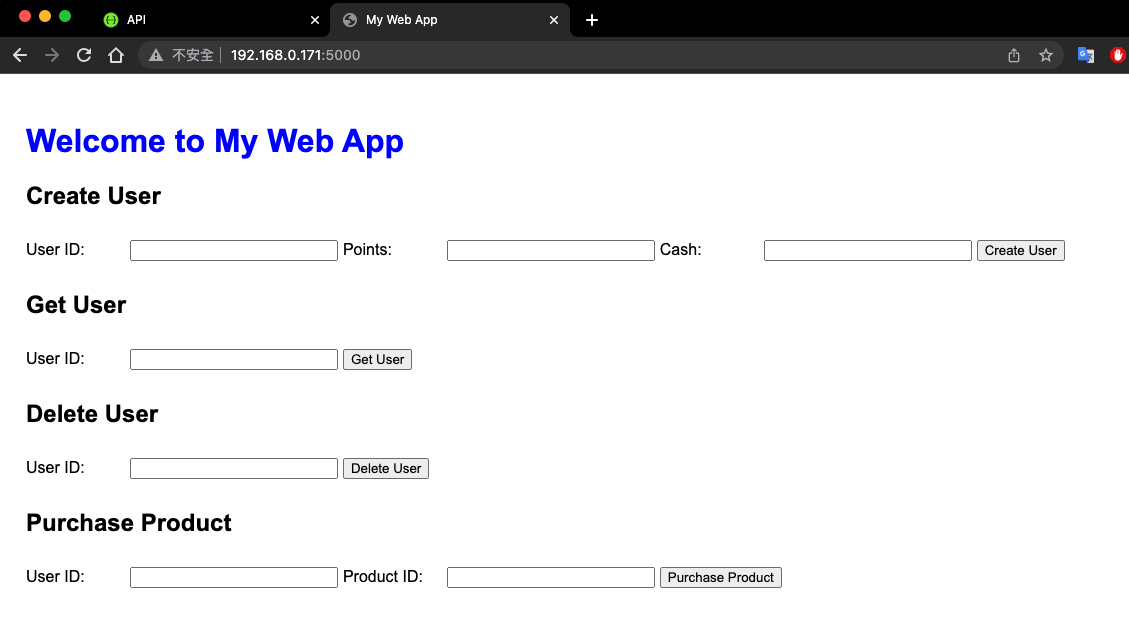 API
My Web App
不安全 192.168.0.171:5000
Welcome to My Web App
Create User
User ID: Points: Cash: Create User
Get User
User ID: Get User
Delete User
User ID: Delete User
Purchase Product
User ID: Product ID: Purchase Product